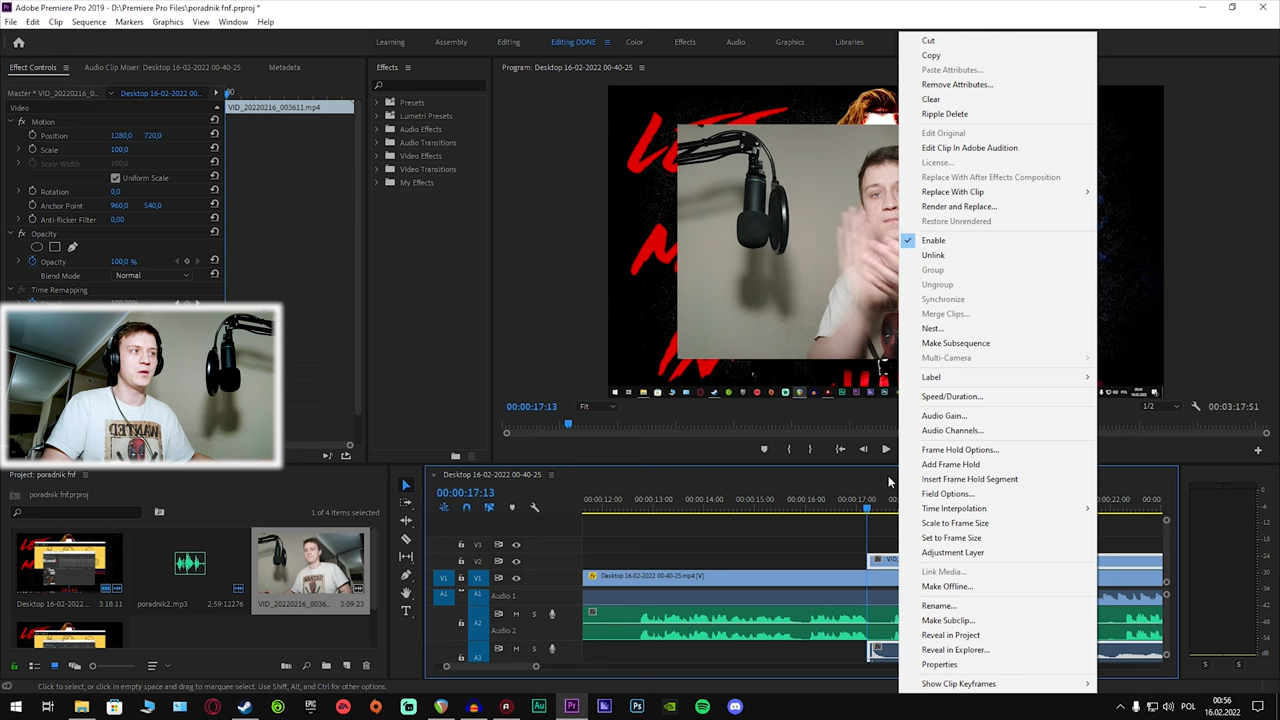 Adobe Premiere Pro 2019 - D:\Premiere Pro Files\poradnik fnf.prproj *
File Edit Clip Sequence Markers Graphics View Window Help
Learning Assembly Editing Editing DONE Color Effects Audio Graphics Libraries
Effect Controls Audio Clip Mixer: Desktop 16-02-2022 00-40-25 Metadata
Master * VID_20220216_0... Desktop 16-02-2022 00...
Video
VID_20220216_003611.mp4
Motion
Position 1280,0 720,0
Scale 100,0
Scale Width 100,0
Uniform Scale
Rotation 0,0
Anchor Point 960,0 540,0
Anti-flicker Filter 0,00
Opacity
Opacity 100,0 %
Blend Mode Normal
Time Remapping
Effects
Presets
Lumetri Presets
Audio Effects
Audio Transitions
Video Effects
Video Transitions
My Effects
Program: Desktop 16-02-2022 00-40-25
00:00:17:13 Fit 1/2 00:03:17:51
Cut
Copy
Paste Attributes...
Remove Attributes...
Clear
Ripple Delete
Edit Original
Edit Clip In Adobe Audition
License...
Replace With After Effects Composition
Replace With Clip
Render and Replace...
Restore Unrendered
Enable
Unlink
Group
Ungroup
Synchronize
Merge Clips...
Nest...
Make Subsequence
Multi-Camera
Label
Speed/Duration...
Audio Gain...
Audio Channels...
Frame Hold Options...
Add Frame Hold
Insert Frame Hold Segment
Field Options...
Time Interpolation
Scale to Frame Size
Set to Frame Size
Adjustment Layer
Link Media...
Make Offline...
Rename...
Make Subclip...
Reveal in Project
Reveal in Explorer...
Properties
Show Clip Keyframes
WANTED
Project: poradnik fnf
poradnik fnf.prproj
1 of 4 items selected
Desktop 16-02-2022 00... 3:18:11
poradnik2.mp3 2:59:12276
VID_20220216_0036... 3:09:23
Desktop 16-02-2022 00-40-25
00:00:17:13
00:00:12:00 00:00:13:00 00:00:14:00 00:00:15:00 00:00:16:00 00:00:17:00
V3
V2
V1 V1 Desktop 16-02-2022 00-40-25.mp4 [V]
A1 A1 Audio 1
A2 M S
Audio 2
A3 M S
S S
Click to select, or click in empty space and drag to marquee select. Use Shift, Alt, and Ctrl for other options.
POL 00:56
16.02.2022